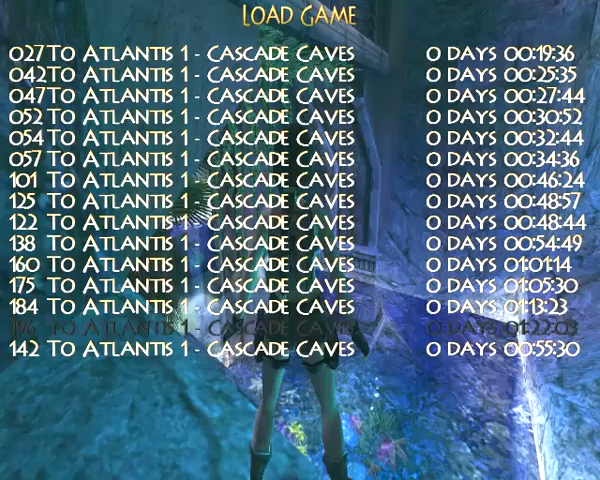 Load Game
027 To Atlantis 1 - Cascade Caves 0 days 00:19:36
042 To Atlantis 1 - Cascade Caves 0 days 00:25:35
047 To Atlantis 1 - Cascade Caves 0 days 00:27:44
052 To Atlantis 1 - Cascade Caves 0 days 00:30:52
054 To Atlantis 1 - Cascade Caves 0 days 00:32:44
057 To Atlantis 1 - Cascade Caves 0 days 00:34:36
101 To Atlantis 1 - Cascade Caves 0 days 00:46:24
125 To Atlantis 1 - Cascade Caves 0 days 00:48:57
122 To Atlantis 1 - Cascade Caves 0 days 00:48:44
138 To Atlantis 1 - Cascade Caves 0 days 00:54:49
160 To Atlantis 1 - Cascade Caves 0 days 01:01:14
175 To Atlantis 1 - Cascade Caves 0 days 01:05:30
184 To Atlantis 1 - Cascade Caves 0 days 01:13:23
To Atlantis 1 - Cascade Caves 0 days 01:22:03
142 To Atlantis 1 - Cascade Caves 0 days 00:55:30